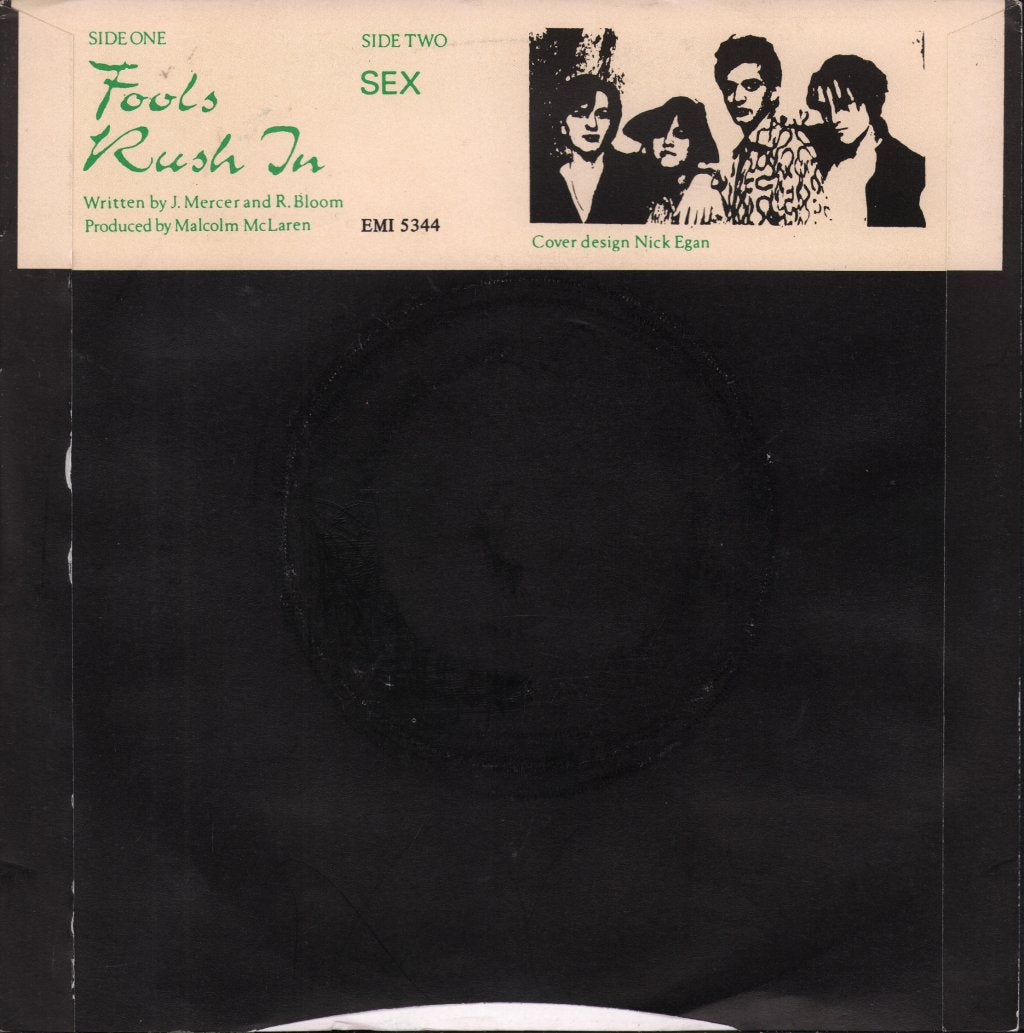 SIDE ONE
Fools
Rush In
Written by J. Mercer and R. Bloom
Produced by Malcolm McLaren
SIDE TWO
SEX
EMI 5344
Cover design Nick Egan